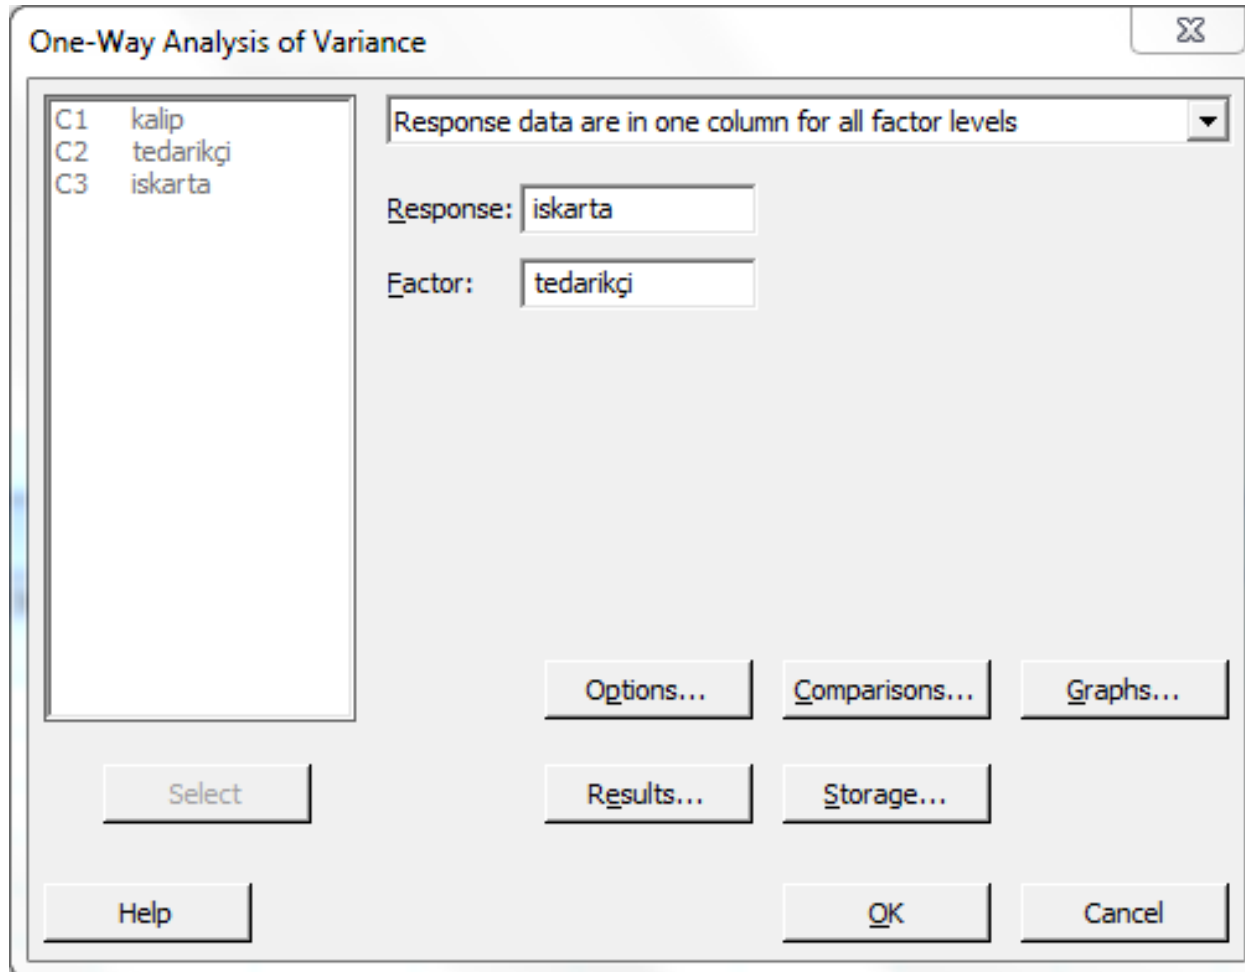 One-Way Analysis of Variance
C1 kalip
C2 tedarikçi
C3 iskarta
Response data are in one column for all factor levels
Response: iskarta
Factor: tedarikçi
Options... Comparisons... Graphs...
Select Results... Storage...
Help OK Cancel